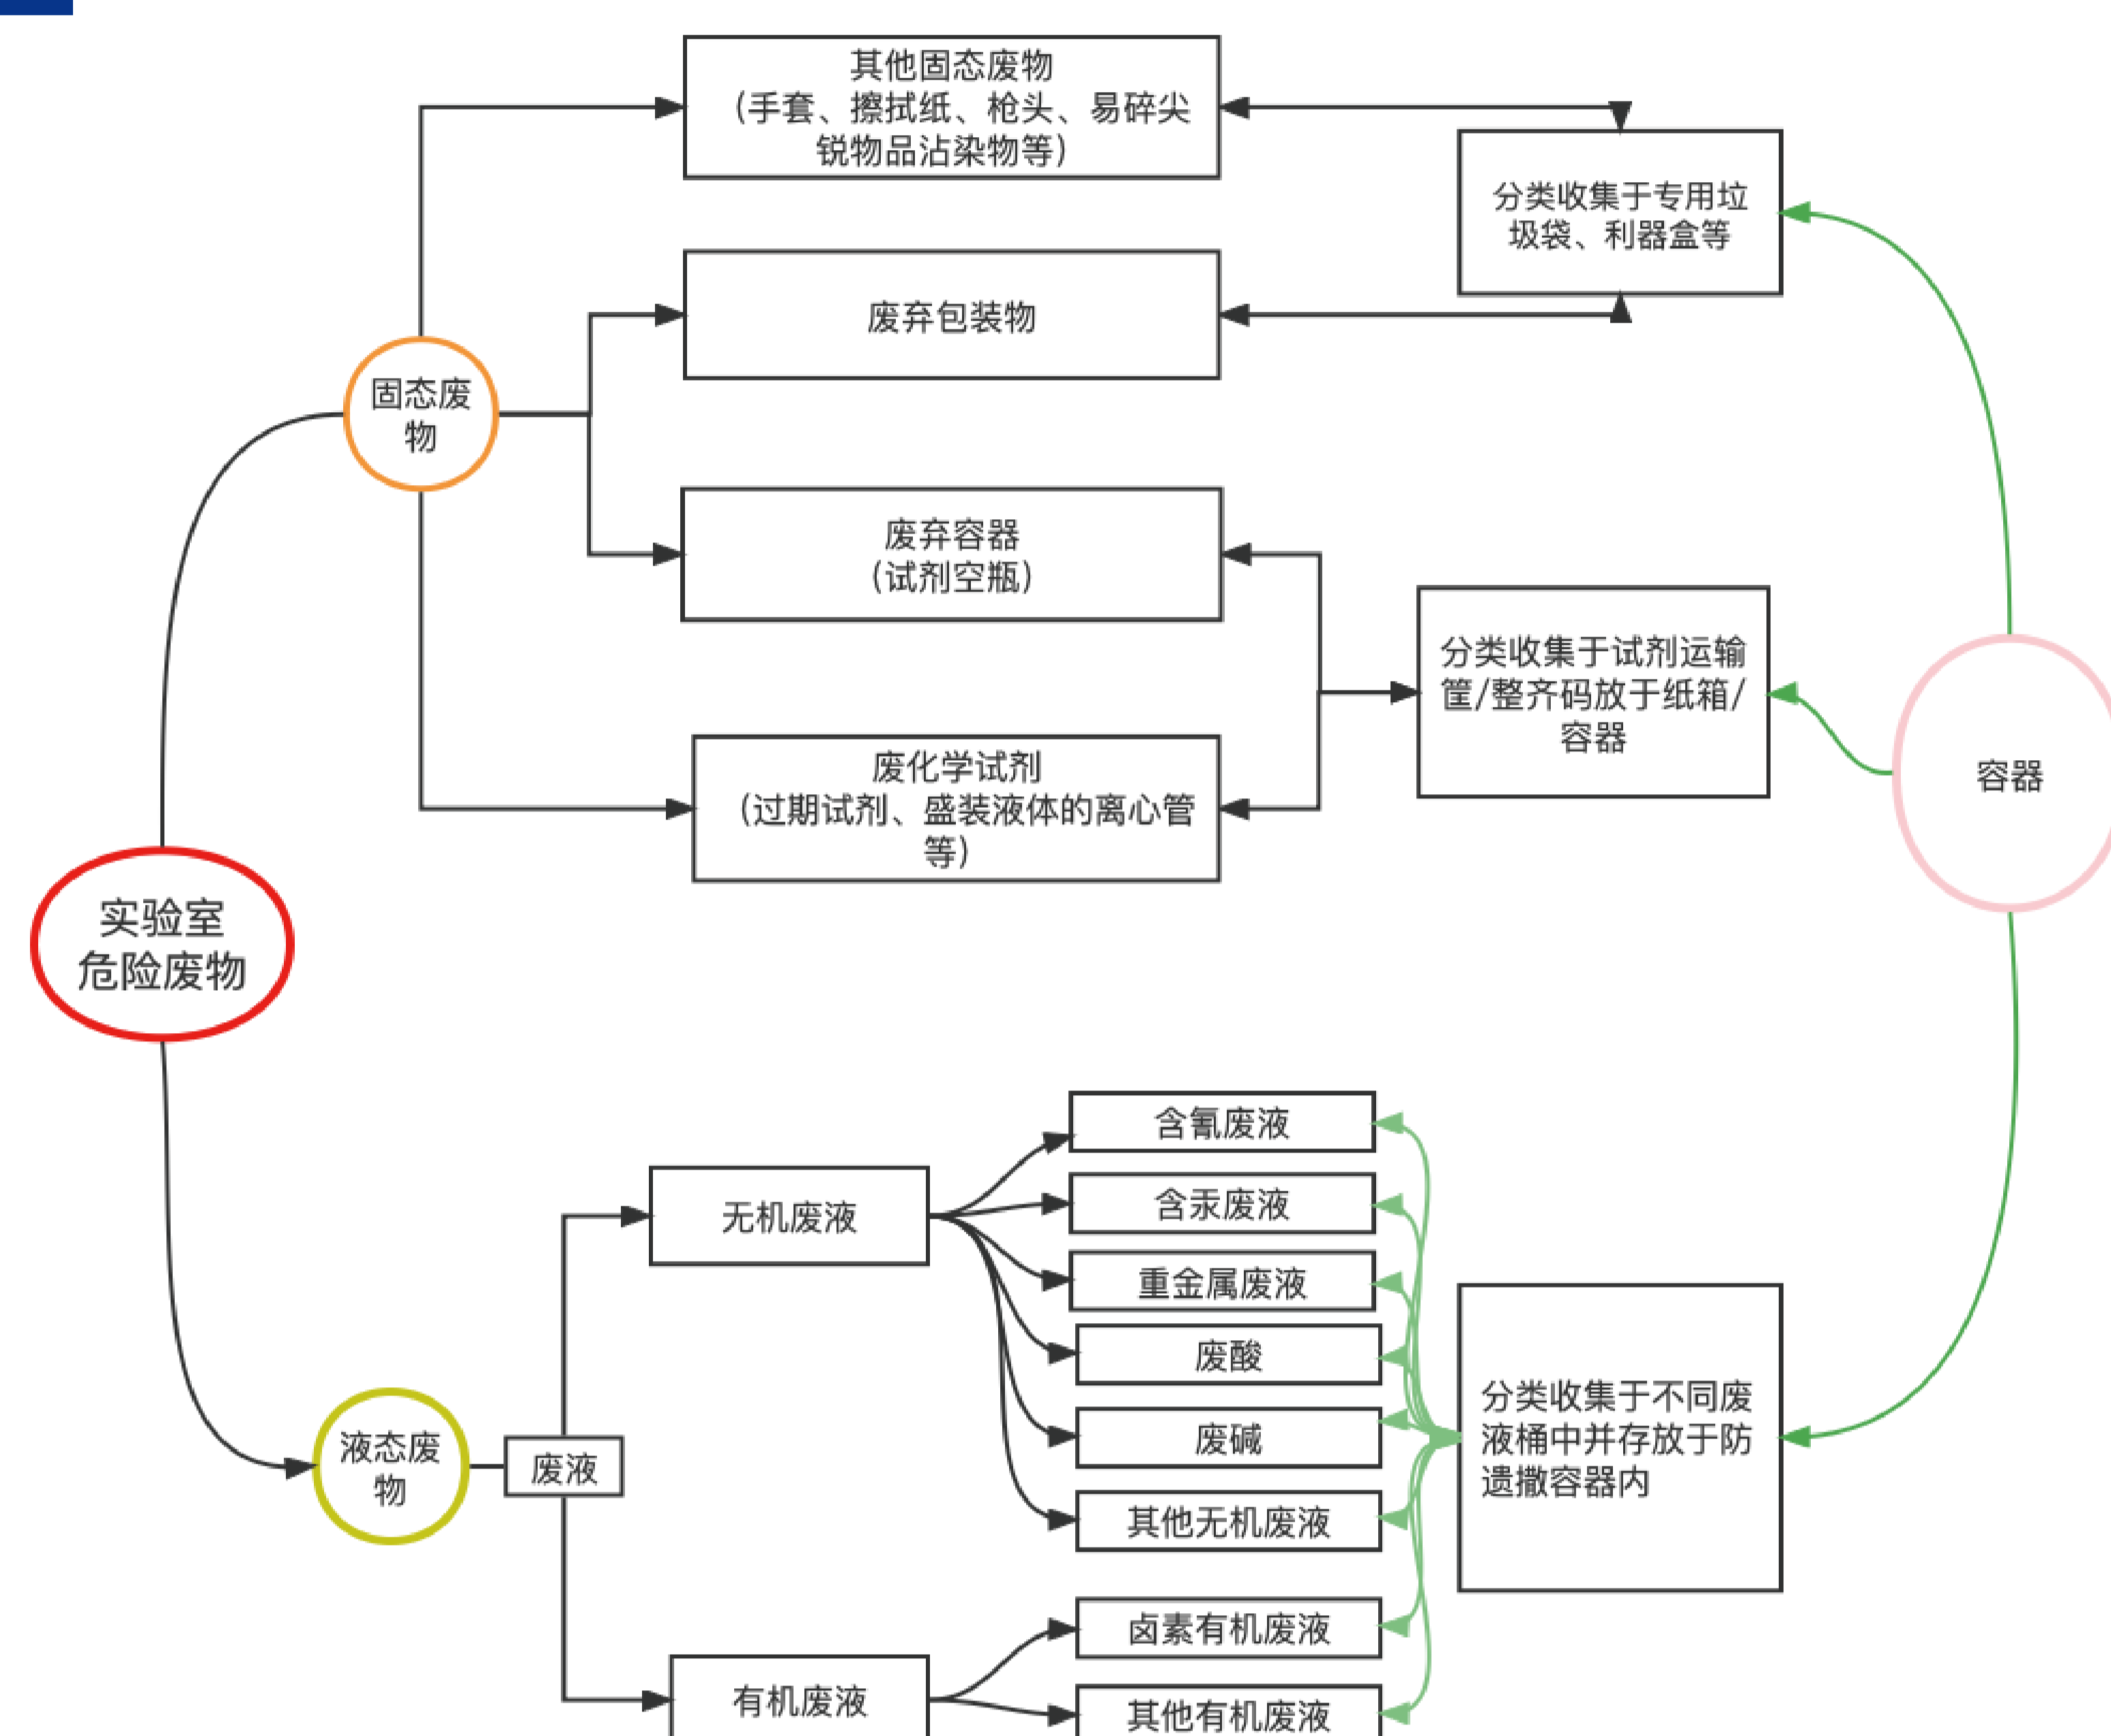 其他固态废物
(手套、擦拭纸、枪头、易碎尖
锐物品沾染物等)
分类收集于专用垃
圾袋、利器盒等
废弃包装物
固态废
物
废弃容器
(试剂空瓶)
分类收集于试剂运输
筐/整齐码放于纸箱/
容器
容器
废化学试剂
(过期试剂、盛装液体的离心管
等)
实验室
危险废物
含氰废液
无机废液
含汞废液
重金属废液
废酸
分类收集于不同废
液桶中并存放于防
遗撒容器内
废碱
液态废
物
废液
其他无机废液
卤素有机废液
有机废液
其他有机废液